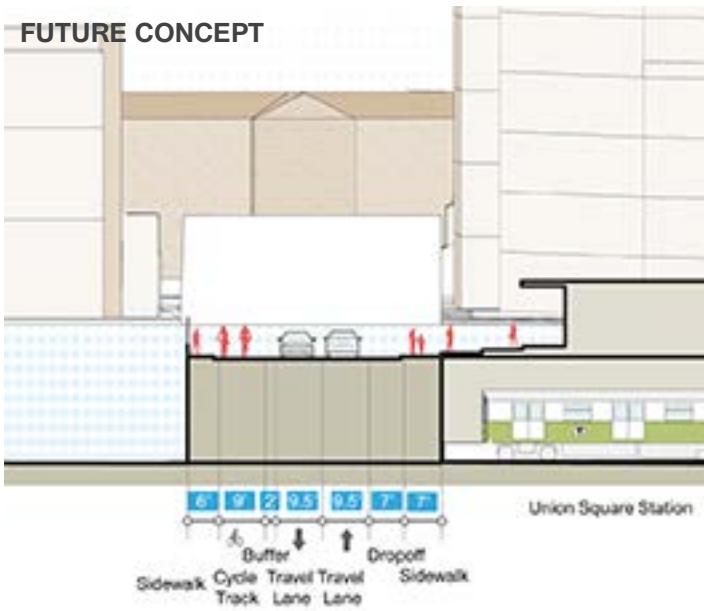 FUTURE CONCEPT
6' 9' 2' 9.5' 9.5' 7' 7'
Union Square Station
Buffer Dropoff
Sidewalk Cycle Travel Travel Sidewalk
Track Lane Lane